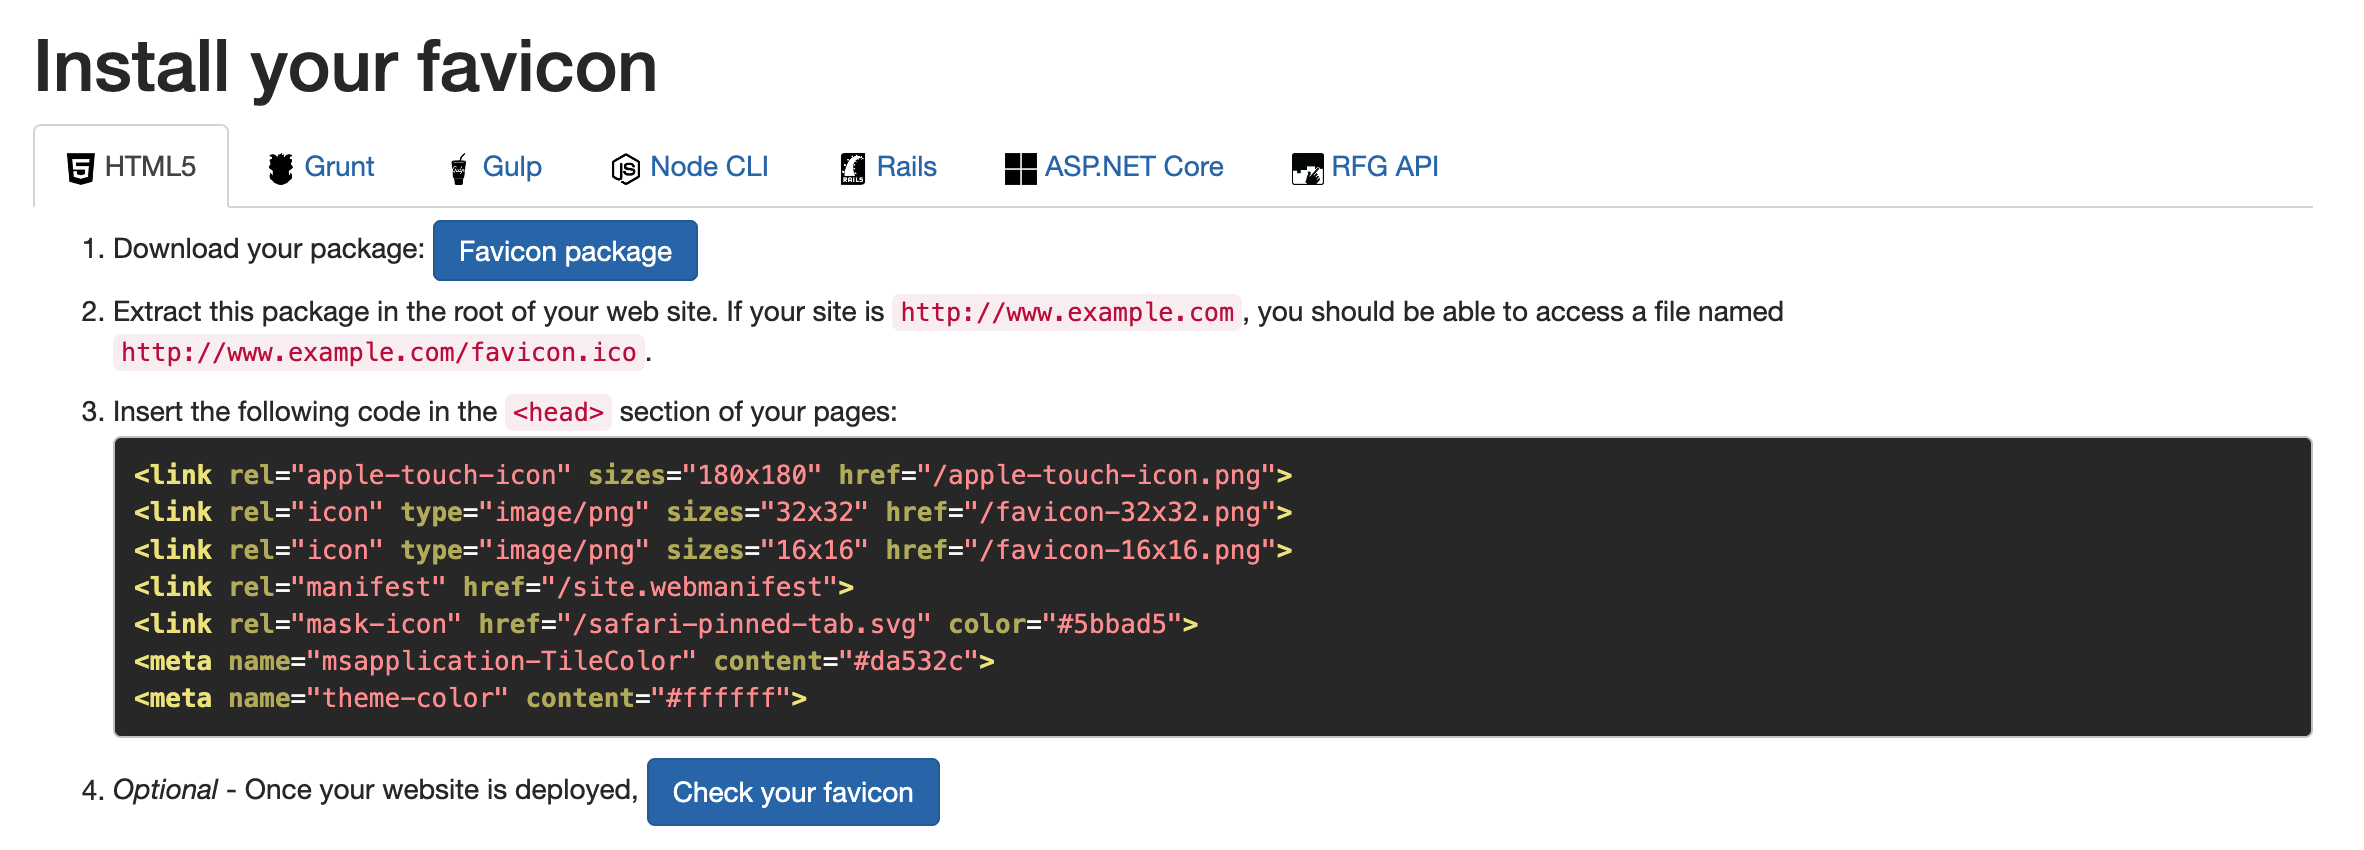 Install your favicon
HTML5 Grunt Gulp Node CLI Rails ASP.NET Core RFG API
1. Download your package: Favicon package
2. Extract this package in the root of your web site. If your site is http://www.example.com, you should be able to access a file named
http://www.example.com/favicon.ico.
3. Insert the following code in the <head> section of your pages:
<link rel="apple-touch-icon" sizes="180x180" href="/apple-touch-icon.png">
<link rel="icon" type="image/png" sizes="32x32" href="/favicon-32x32.png">
<link rel="icon" type="image/png" sizes="16x16" href="/favicon-16x16.png">
<link rel="manifest" href="/site.webmanifest">
<link rel="mask-icon" href="/safari-pinned-tab.svg" color="#5bbad5">
<meta name="msapplication-TileColor" content="#da532c">
<meta name="theme-color" content="#ffffff">
4. Optional - Once your website is deployed, Check your favicon